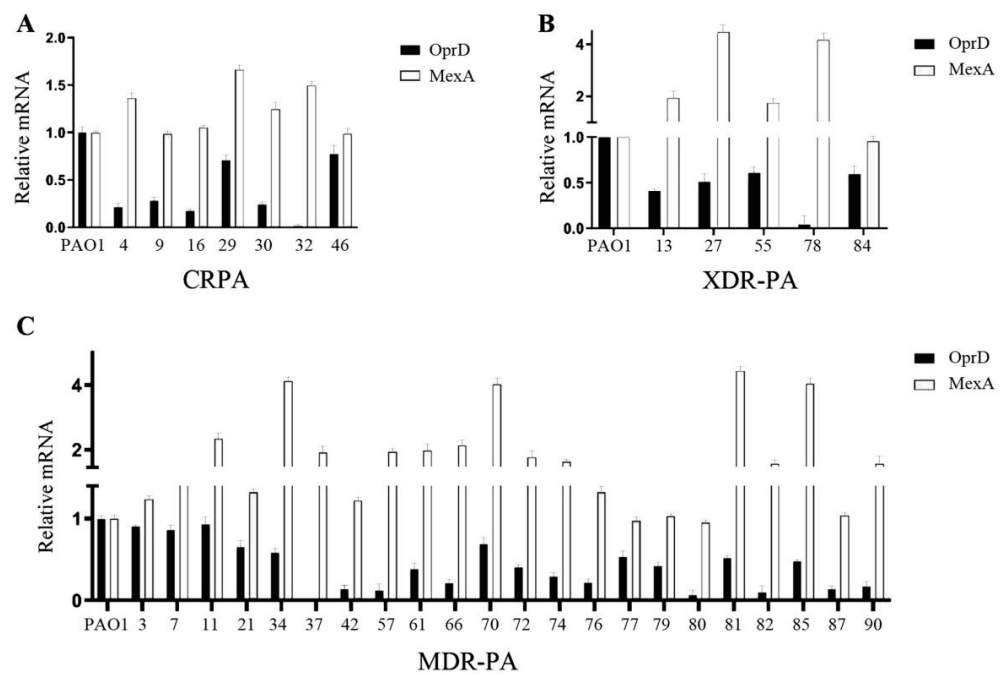 A
2.0
1.5
1.0
0.5
0.0
Relative mRNA
OprD
MexA
PAO1 4 9 16 29 30 32 46
CRPA
B
4
2
1.0
0.5
0.0
Relative mRNA
OprD
MexA
PAO1 13 27 55 78 84
XDR-PA
C
4
2
1
0
Relative mRNA
OprD
MexA
PAO1 3 7 11 21 34 37 42 57 61 66 70 72 74 76 77 79 80 81 82 85 87 90
MDR-PA